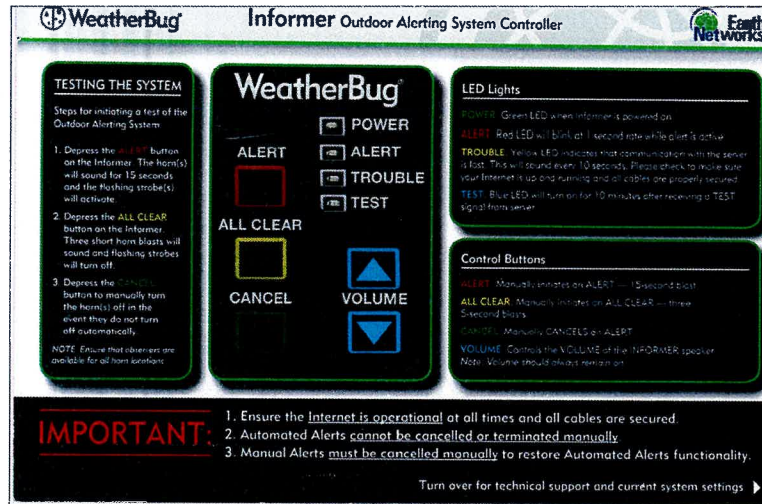 WeatherBug
Informer Outdoor Alerting System Controller
Earth
Networks
TESTING THE SYSTEM
Steps for initiating a test of the
Outdoor Alerting System
1. Depress the ALERT button
on the Informer. The horn(s)
will sound for 15 seconds
and the flashing strobe(s)
will activate.
2. Depress the ALL CLEAR
button on the Informer.
Three short horn blasts will
sound and flashing strobes
will turn off.
3. Depress the CANCEL
button to manually turn
the horn(s) off in the
event they do not turn
off automatically.
NOTE: Ensure that observers are
available for all horn locations
WeatherBug
POWER
ALERT
ALERT
TROUBLE
TEST
ALL CLEAR
CANCEL
VOLUME
LED Lights
POWER: Green LED when Informer is powered on
ALERT: Red LED will blink at 1 second rate while alert is active
TROUBLE: Yellow LED indicates that communication with the server
is lost. This will sound every 10 seconds. Please check to make sure
your Internet is up and running and all cables are properly secured.
TEST: Blue LED will turn on for 10 minutes after receiving a TEST
signal from server
Control Buttons
ALERT: Manually initiates an ALERT — 15-second blast
ALL CLEAR: Manually initiates an ALL CLEAR — three
5-second blasts
CANCEL: Manually CANCELS an ALERT
VOLUME: Controls the VOLUME of the INFORMER speaker
Note: Volume should always remain on
IMPORTANT:
1. Ensure the Internet is operational at all times and all cables are secured.
2. Automated Alerts cannot be cancelled or terminated manually
3. Manual Alerts must be cancelled manually to restore Automated Alerts functionality.
Turn over for technical support and current system settings